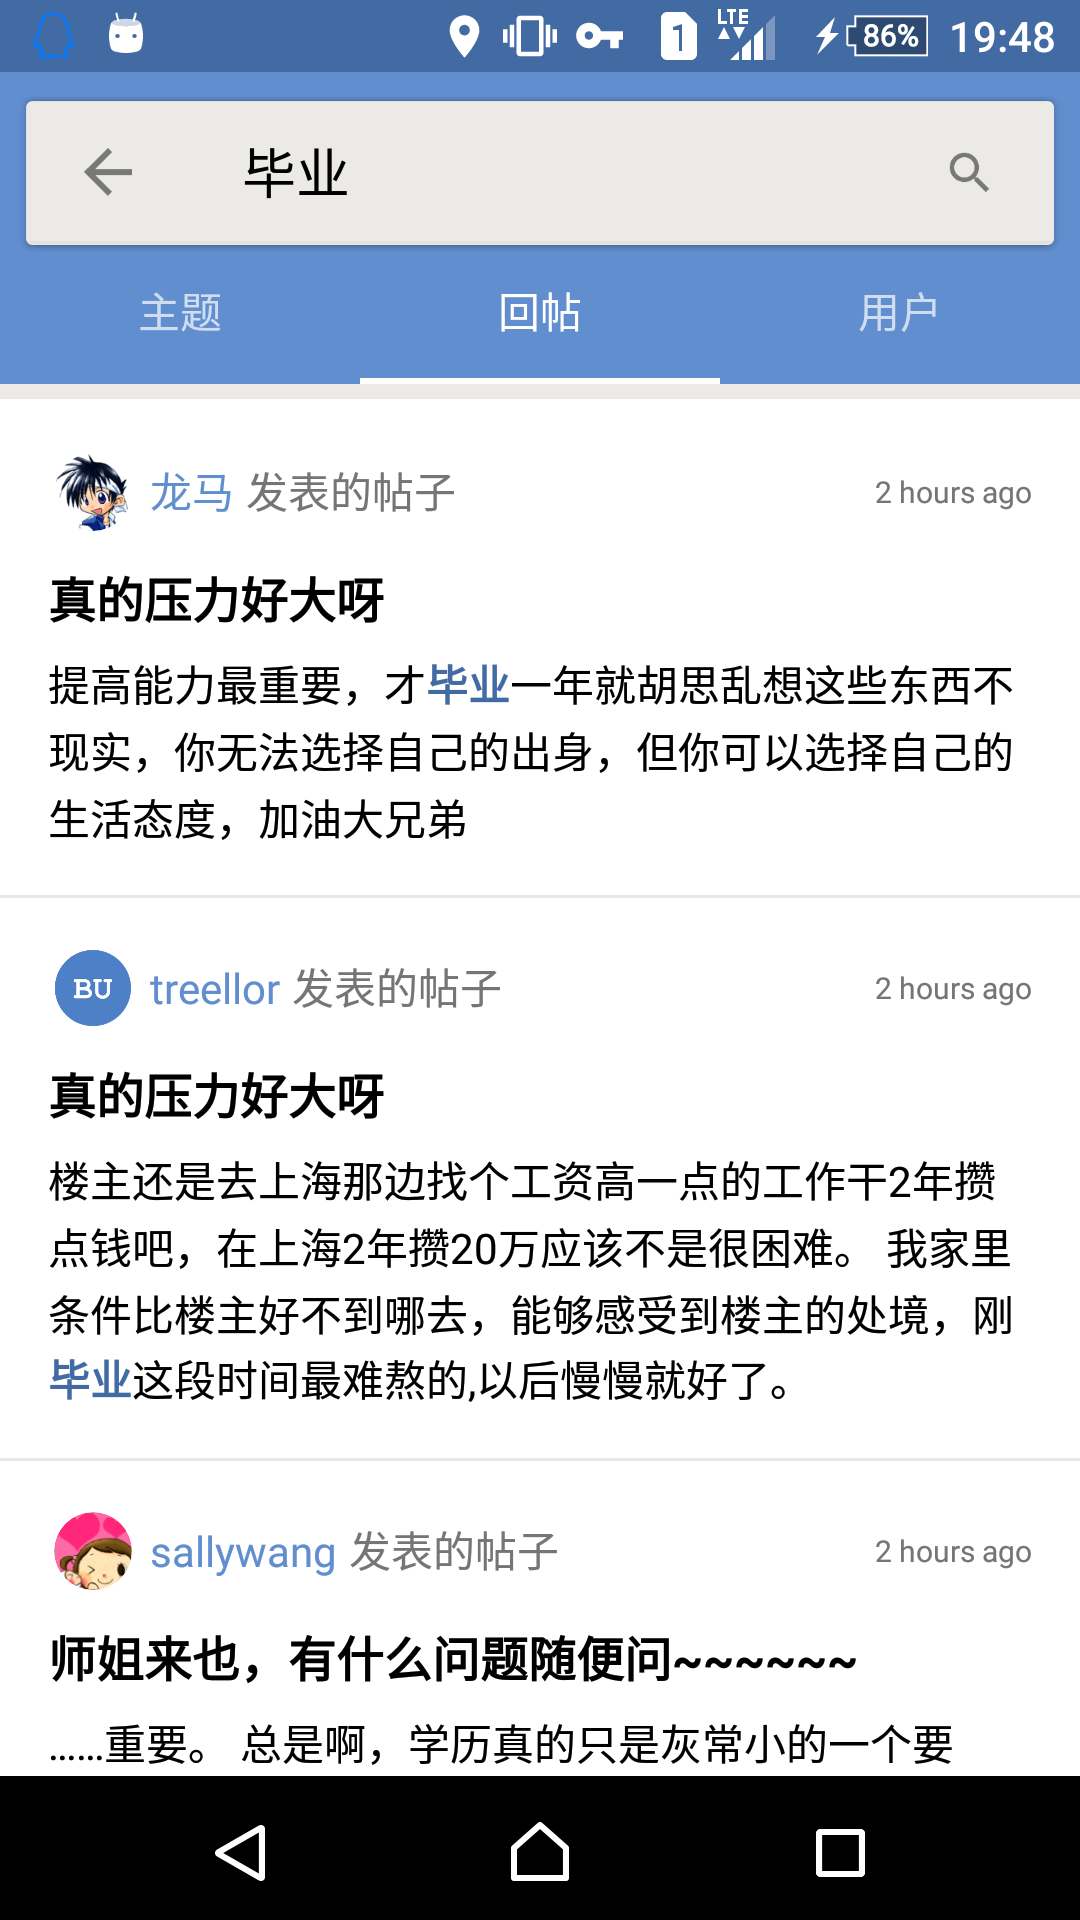 1 LTE 86% 19:48
毕业
主题 回帖 用户
龙马 发表的帖子 2 hours ago
真的压力好大呀
提高能力最重要，才毕业一年就胡思乱想这些东西不
现实，你无法选择自己的出身，但你可以选择自己的
生活态度，加油大兄弟
BU treellor 发表的帖子 2 hours ago
真的压力好大呀
楼主还是去上海那边找个工资高一点的工作干2年攒
点钱吧，在上海2年攒20万应该不是很困难。 我家里
条件比楼主好不到哪去，能够感受到楼主的处境，刚
毕业这段时间最难熬的,以后慢慢就好了。
sallywang 发表的帖子 2 hours ago
师姐来也，有什么问题随便问~~~~~~
……重要。 总是啊，学历真的只是灰常小的一个要